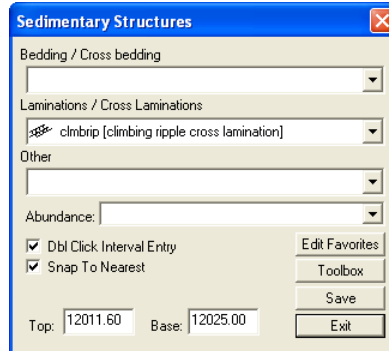 Sedimentary Structures
Bedding / Cross bedding
Laminations / Cross Laminations
clmbrip [climbing ripple cross lamination]
Other
Abundance:
Dbl Click Interval Entry
Edit Favorites
Snap To Nearest
Toolbox
Save
Top: 12011.60 Base: 12025.00
Exit